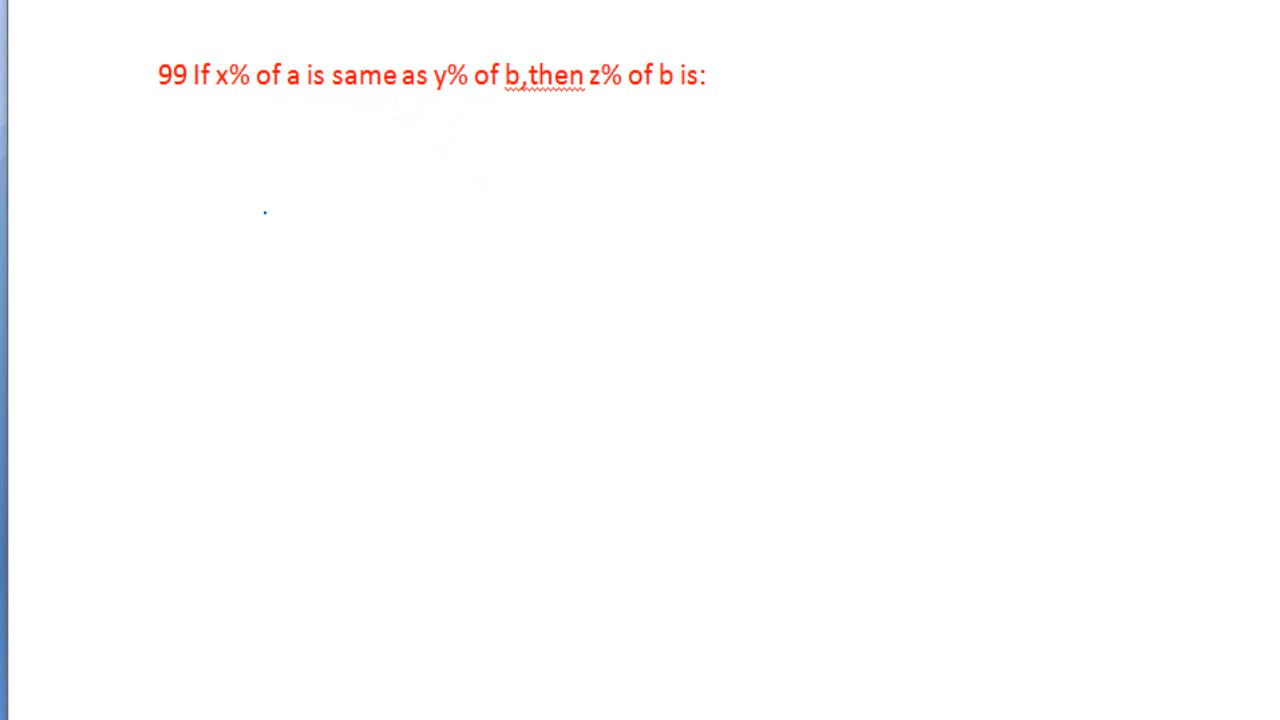 99 If x% of a is same as y% of b,then z% of b is: